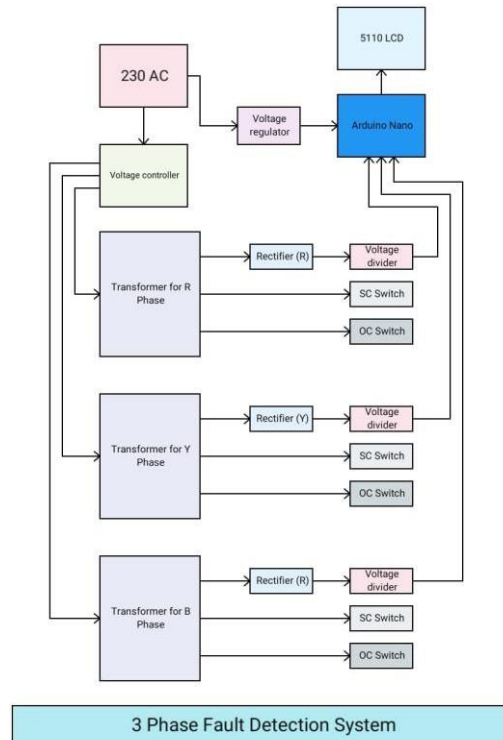 5110 LCD
230 AC
Voltage
regulator
Arduino Nano
Voltage controller
Transformer for R
Phase
Rectifier (R)
Voltage
divider
SC Switch
OC Switch
Transformer for Y
Phase
Rectifier (Y)
Voltage
divider
SC Switch
OC Switch
Transformer for B
Phase
Rectifier (R)
Voltage
divider
SC Switch
OC Switch
3 Phase Fault Detection System